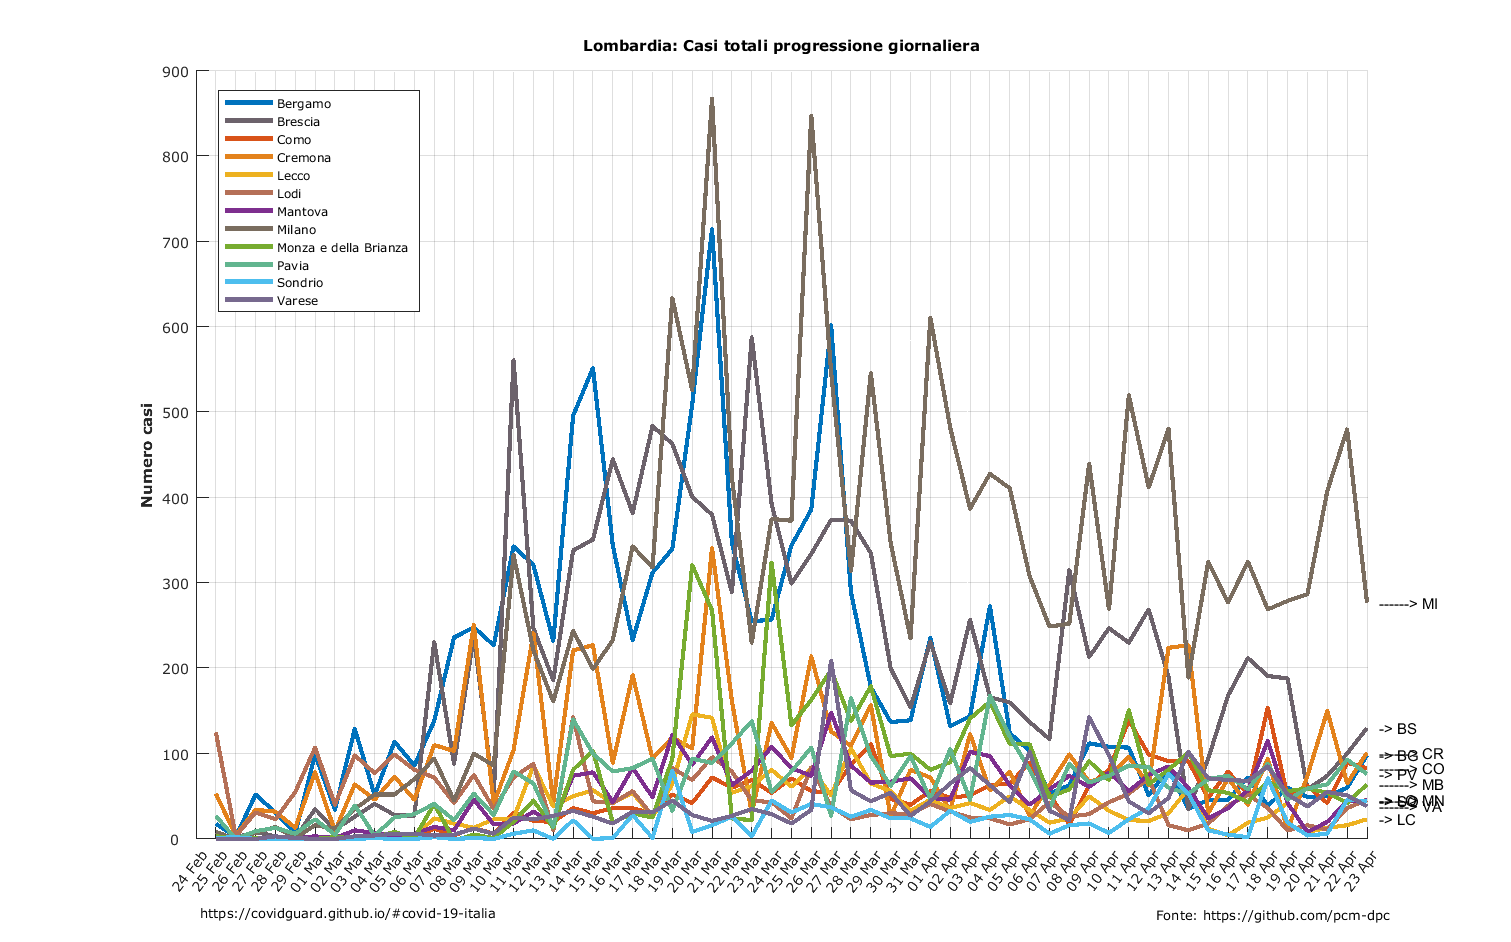 Lombardia: Casi totali progressione giornaliera
900
800
700
600
500
400
300
200
100
0
Numero casi
Bergamo
Brescia
Como
Cremona
Lecco
Lodi
Mantova
Milano
Monza e della Brianza
Pavia
Sondrio
Varese
------> MI
-> BS
-> BG
------> CR
------> CO
-> PV
------> MB
------> MN
------> VA
-> LC
24 Feb
25 Feb
26 Feb
27 Feb
28 Feb
29 Feb
01 Mar
02 Mar
03 Mar
04 Mar
05 Mar
06 Mar
07 Mar
08 Mar
09 Mar
10 Mar
11 Mar
12 Mar
13 Mar
14 Mar
15 Mar
16 Mar
17 Mar
18 Mar
19 Mar
20 Mar
21 Mar
22 Mar
23 Mar
24 Mar
25 Mar
26 Mar
27 Mar
28 Mar
29 Mar
30 Mar
31 Mar
01 Apr
02 Apr
03 Apr
04 Apr
05 Apr
06 Apr
07 Apr
08 Apr
09 Apr
10 Apr
11 Apr
12 Apr
13 Apr
14 Apr
15 Apr
16 Apr
17 Apr
18 Apr
19 Apr
20 Apr
21 Apr
22 Apr
23 Apr
https://covidguard.github.io/#covid-19-italia
Fonte: https://github.com/pcm-dpc